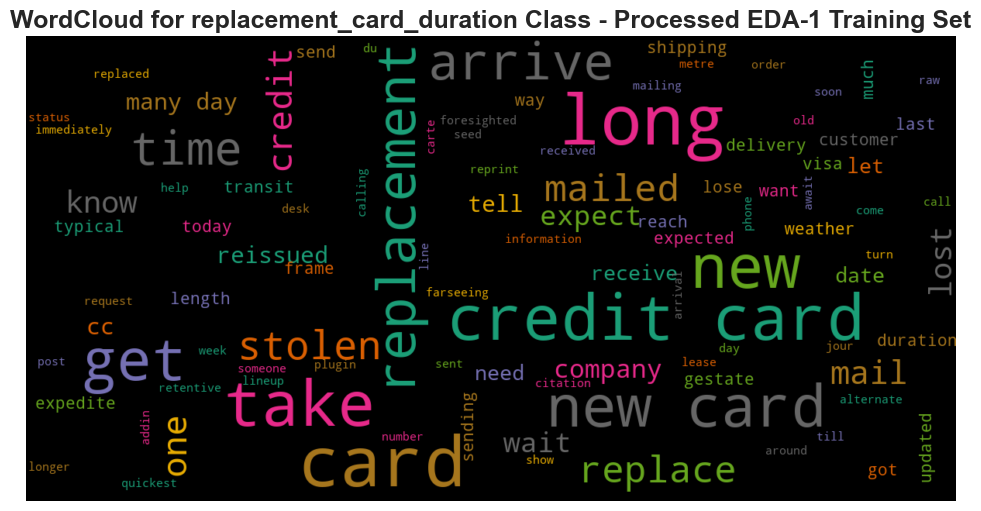 WordCloud for replacement_card_duration Class - Processed EDA-1 Training Set
send
du
shipping
metre
order
replaced
arrive
mailing
soon
raw
much
many day
credit
way
long
old
status
immediately
time
foresighted
seed
carte
received
last
customer
delivery
replacement
visa
let
reprint
help
transit
calling
mailed
lose
want
await
know
tell
expect
reach
phone
come
call
typical
today
desk
information
expected
weather
reissued
frame
line
receive
new
date
turn
lost
length
farseeing
arrival
request
cc
credit card
duration
get
stolen
week
day
jour
post
someone
plugin
sent
need
company
lease
gestate
mail
retentive
lineup
citation
expedite
take
new card
alternate
addin
one
number
sending
wait
till
around
updated
longer
card
show
replace
got
quickest